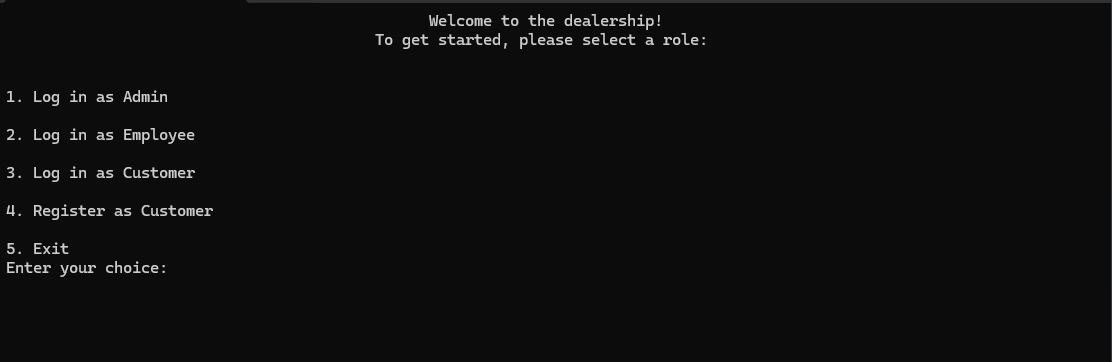 Welcome to the dealership!
To get started, please select a role:
1. Log in as Admin
2. Log in as Employee
3. Log in as Customer
4. Register as Customer
5. Exit
Enter your choice: